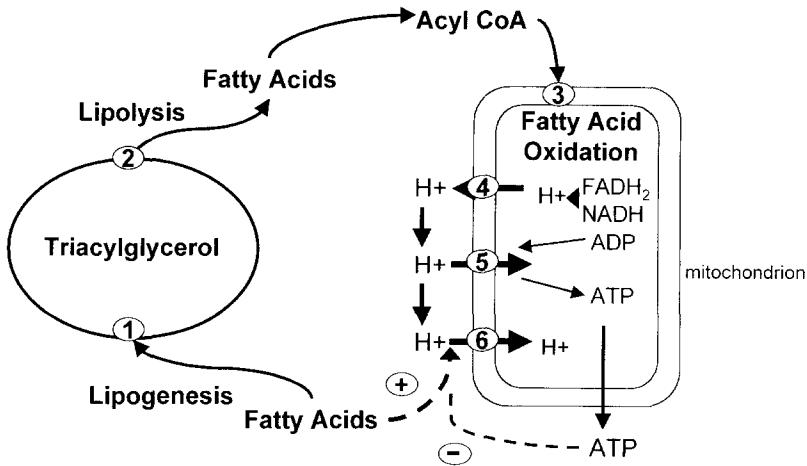 Acyl CoA
Fatty Acids
3
Lipolysis
Fatty Acid
Oxidation
2
H+ 4 H+ FADH₂
NADH
Triacylglycerol
ADP
H+ 5
mitochondrion
ATP
1
H+ 6 H+
Lipogenesis
+
Fatty Acids
−
ATP